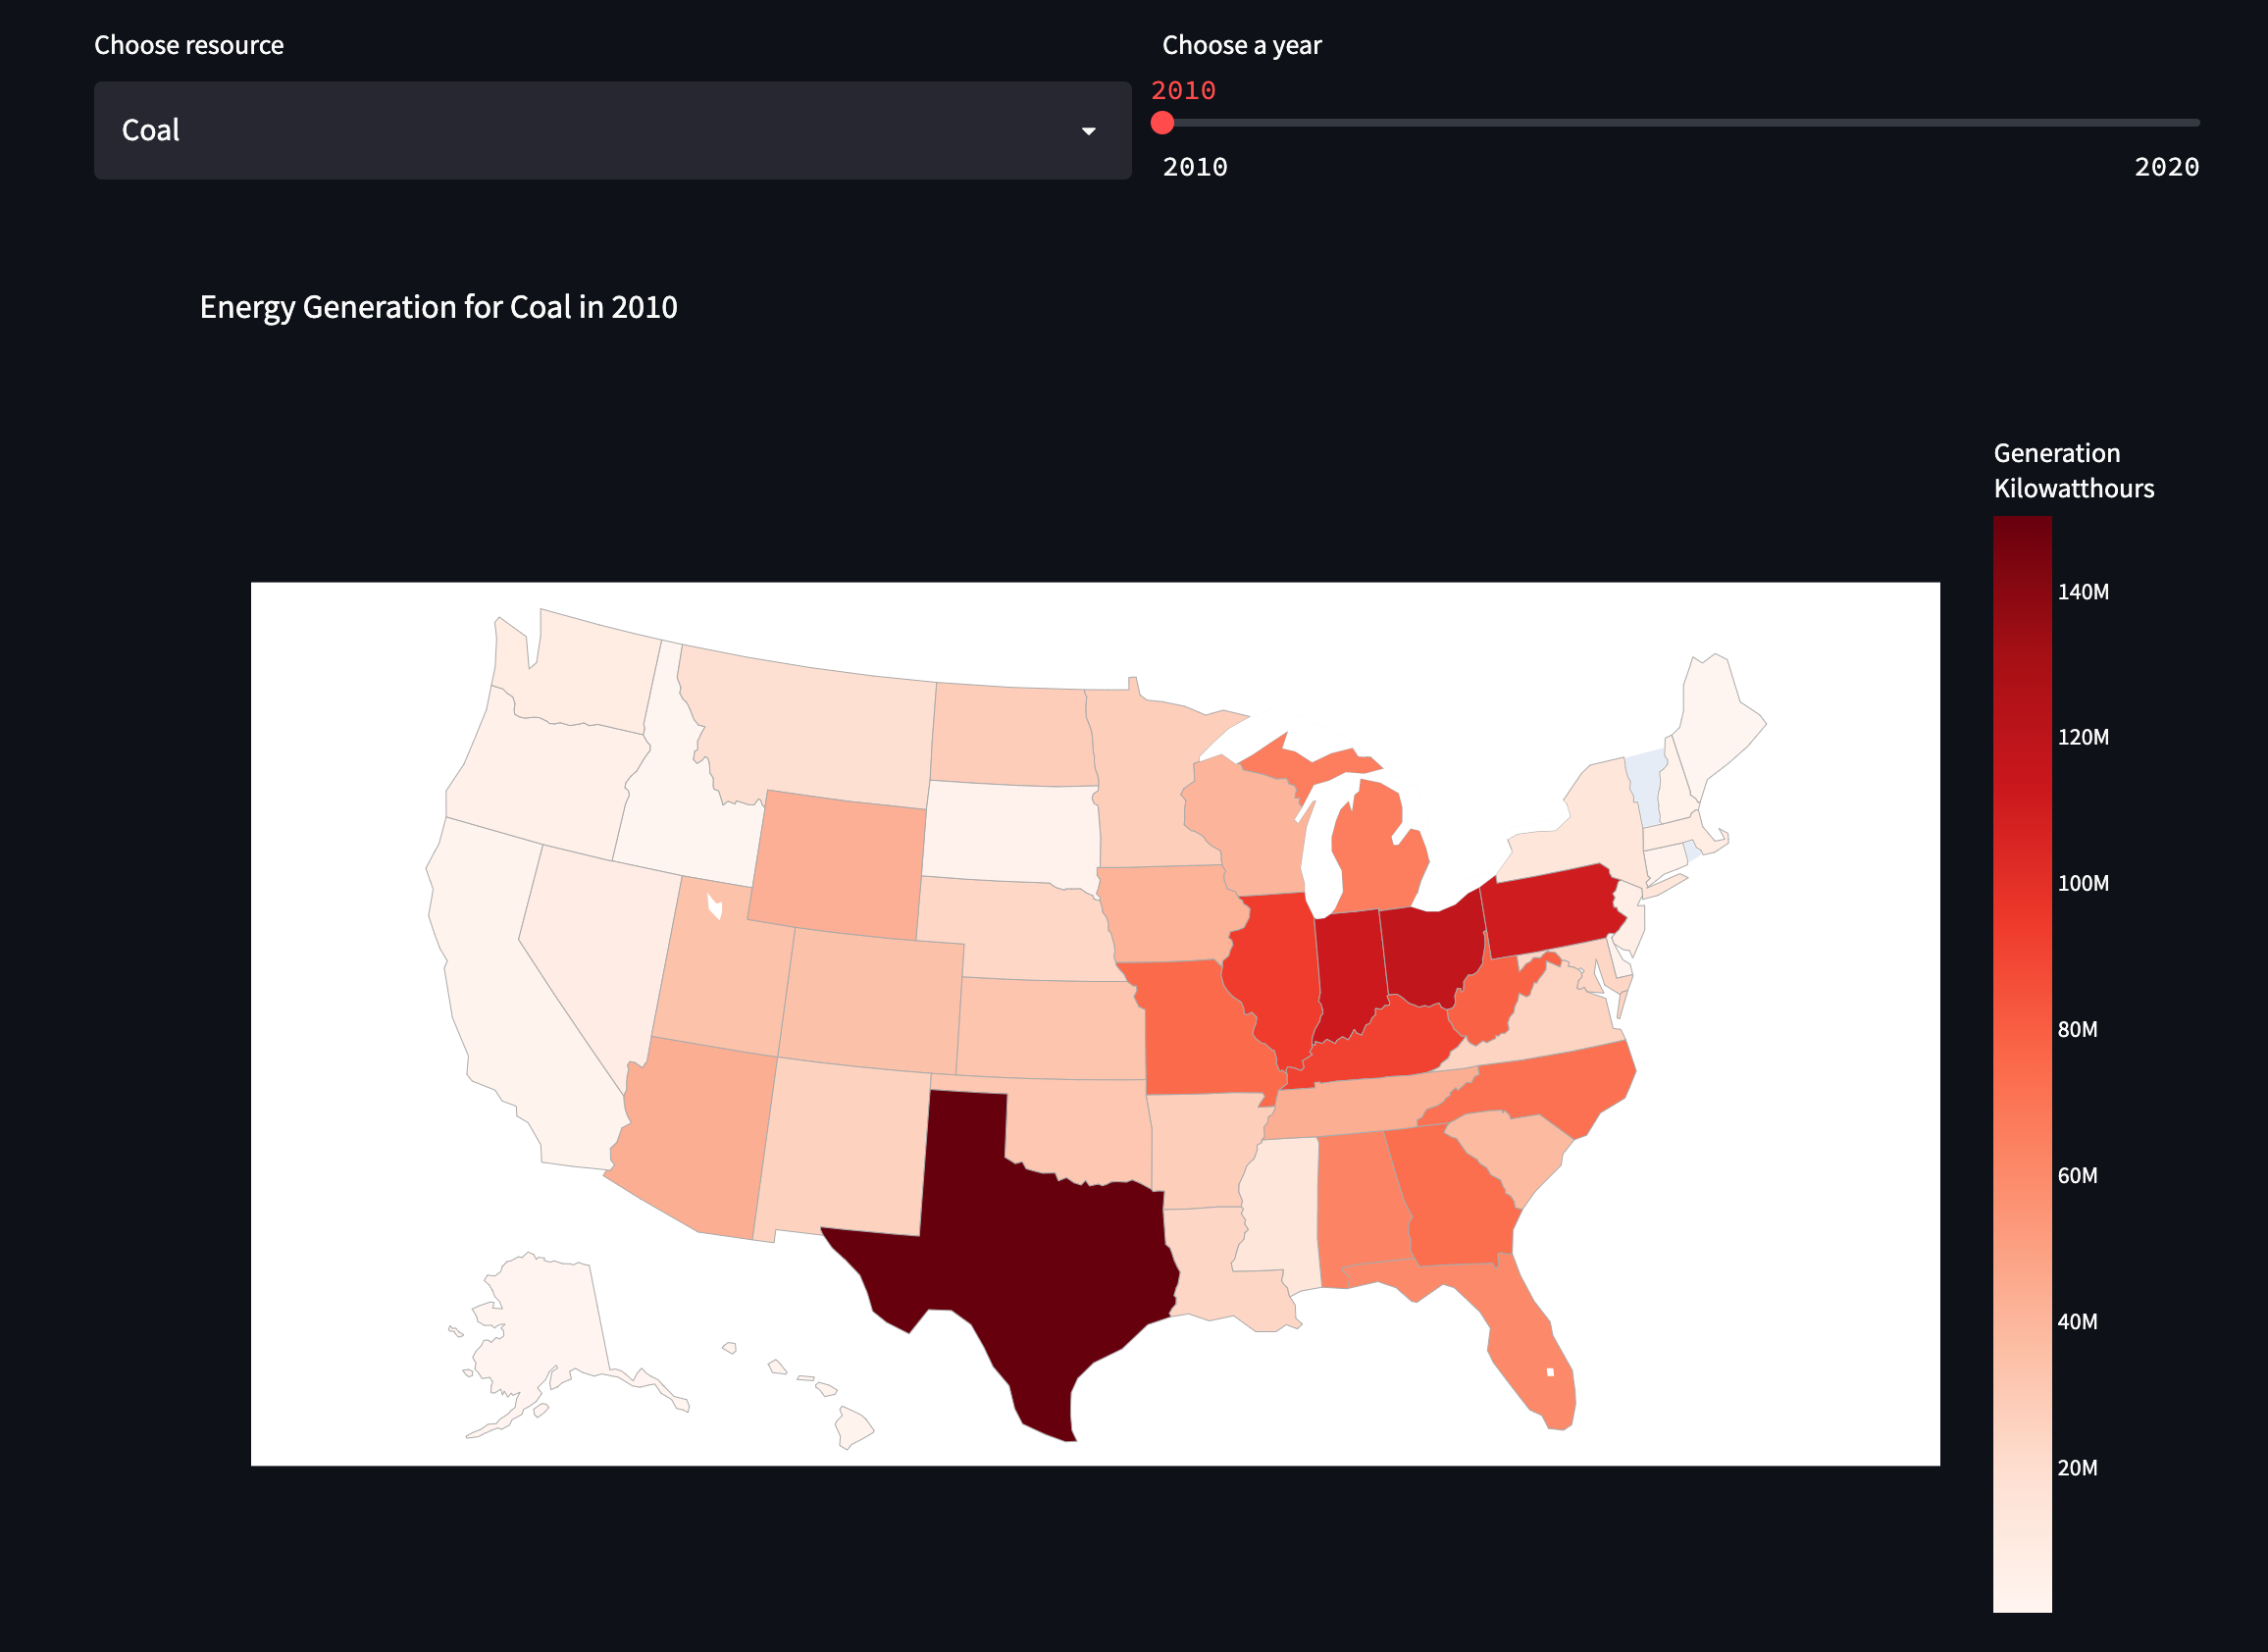 Choose resource
Coal
Choose a year
2010
2010
2020
Energy Generation for Coal in 2010
Generation
Kilowatthours
140M
120M
100M
80M
60M
40M
20M